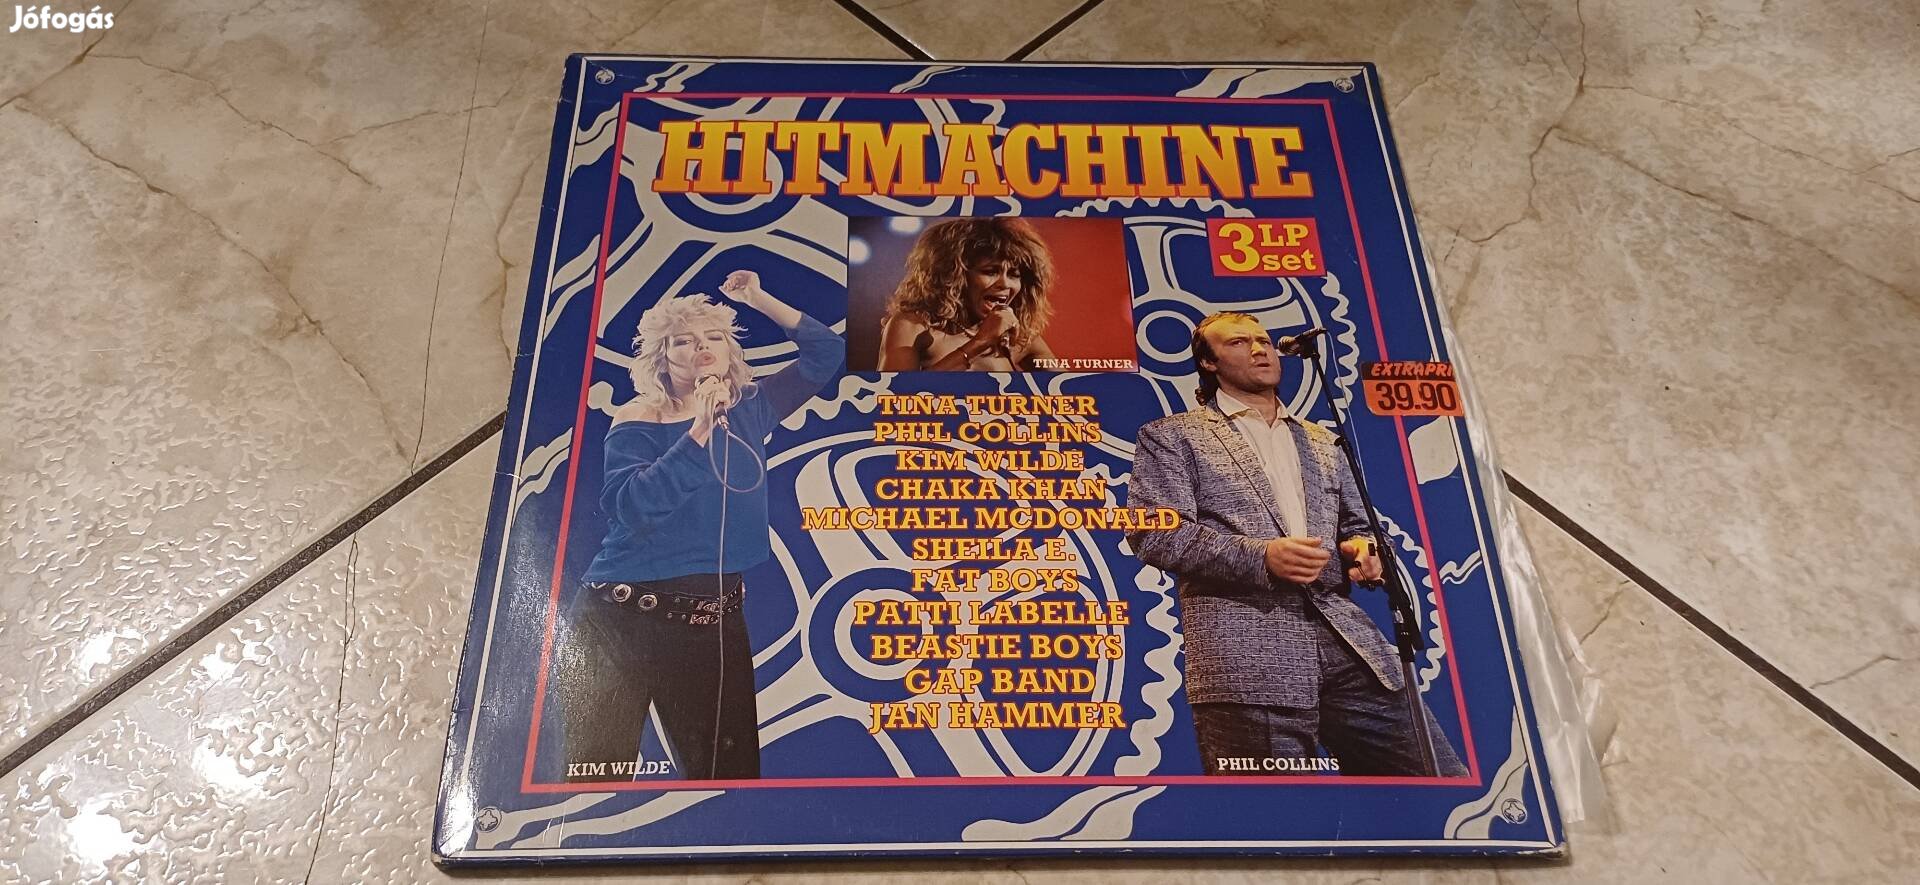 Jófogás
HITMACHINE
3 LP
set
TINA TURNER
EXTRAPRI
39.90
TINA TURNER
PHIL COLLINS
KIM WILDE
CHAKA KHAN
MICHAEL MCDONALD
SHEILA E.
FAT BOYS
PATTI LABELLE
BEASTIE BOYS
GAP BAND
JAN HAMMER
KIM WILDE
PHIL COLLINS